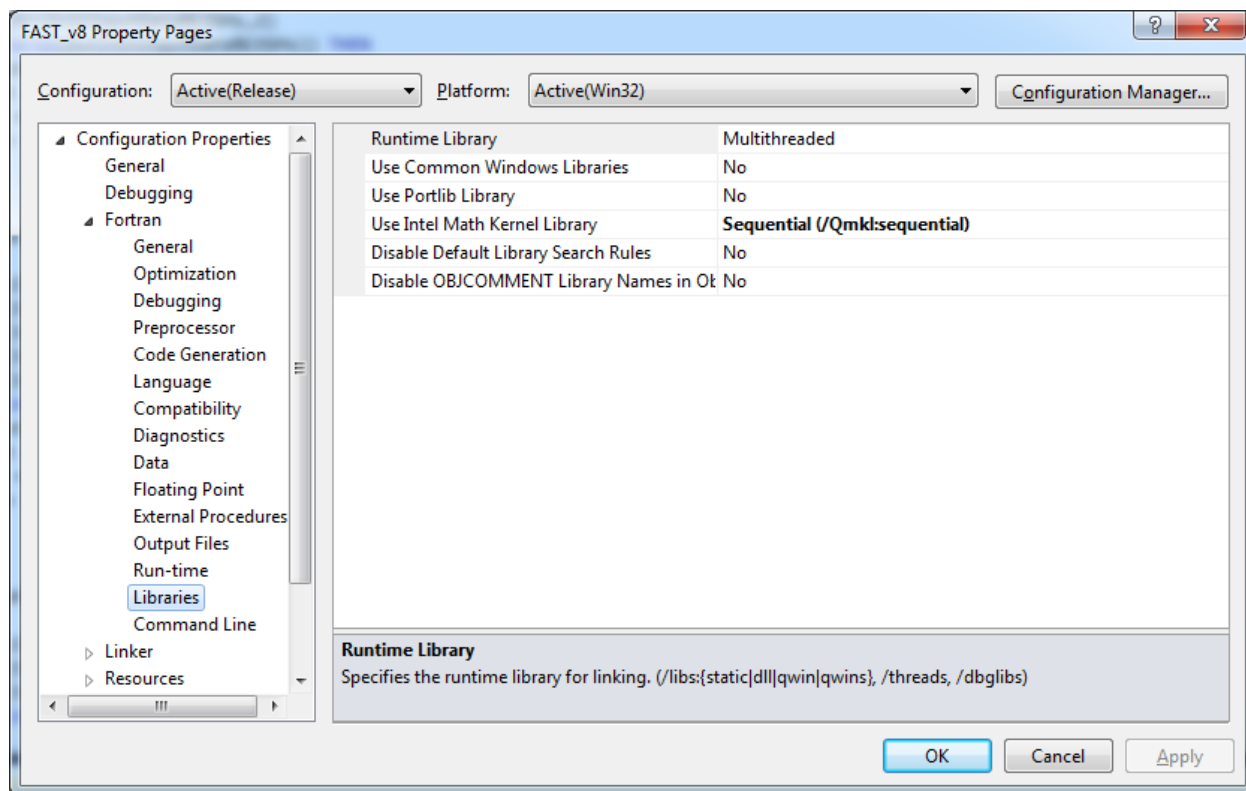 FAST_v8 Property Pages
Configuration: Active(Release) Platform: Active(Win32) Configuration Manager...
Configuration Properties
General
Debugging
Fortran
General
Optimization
Debugging
Preprocessor
Code Generation
Language
Compatibility
Diagnostics
Data
Floating Point
External Procedures
Output Files
Run-time
Libraries
Command Line
Linker
Resources
Runtime Library Multithreaded
Use Common Windows Libraries No
Use Portlib Library No
Use Intel Math Kernel Library Sequential (/Qmkl:sequential)
Disable Default Library Search Rules No
Disable OBJCOMMENT Library Names in Ob No
Runtime Library
Specifies the runtime library for linking. (/libs:{static|dll|qwin|qwins}, /threads, /dbglibs)
OK Cancel Apply